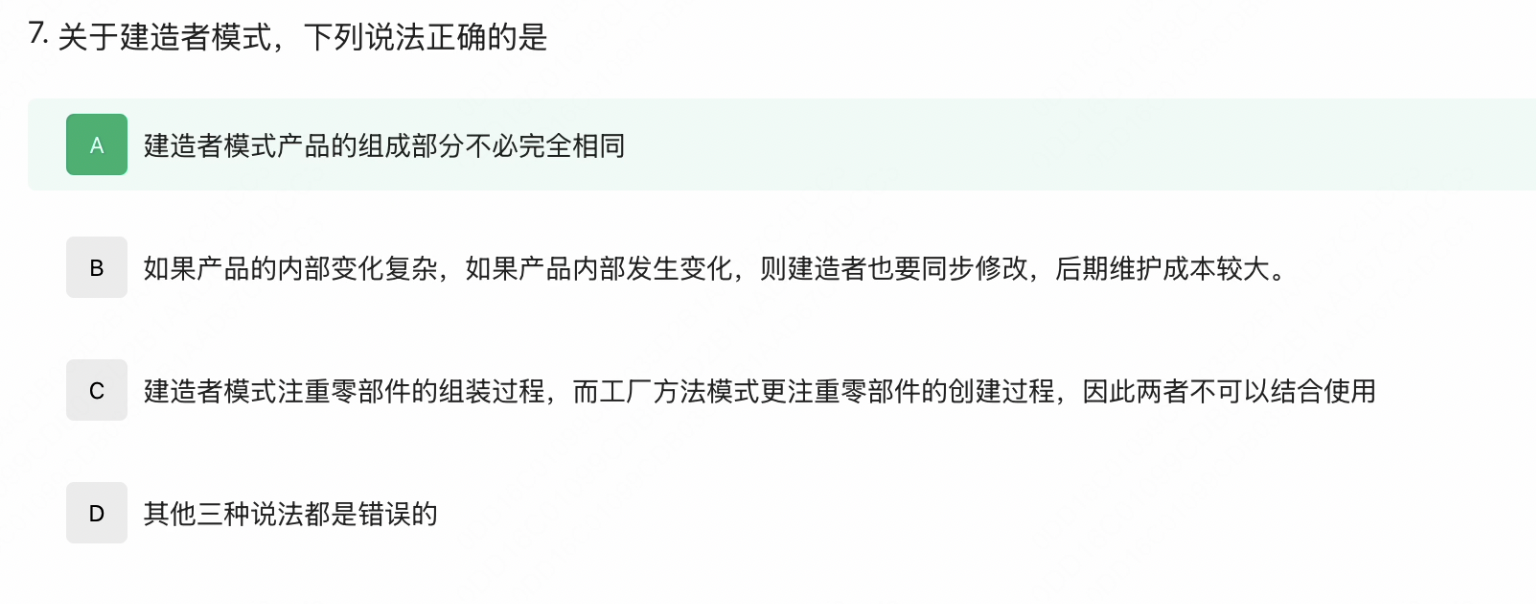 7. 关于建造者模式，下列说法正确的是
A 建造者模式产品的组成部分不必完全相同
B 如果产品的内部变化复杂，如果产品内部发生变化，则建造者也要同步修改，后期维护成本较大。
C 建造者模式注重零部件的组装过程，而工厂方法模式更注重零部件的创建过程，因此两者不可以结合使用
D 其他三种说法都是错误的